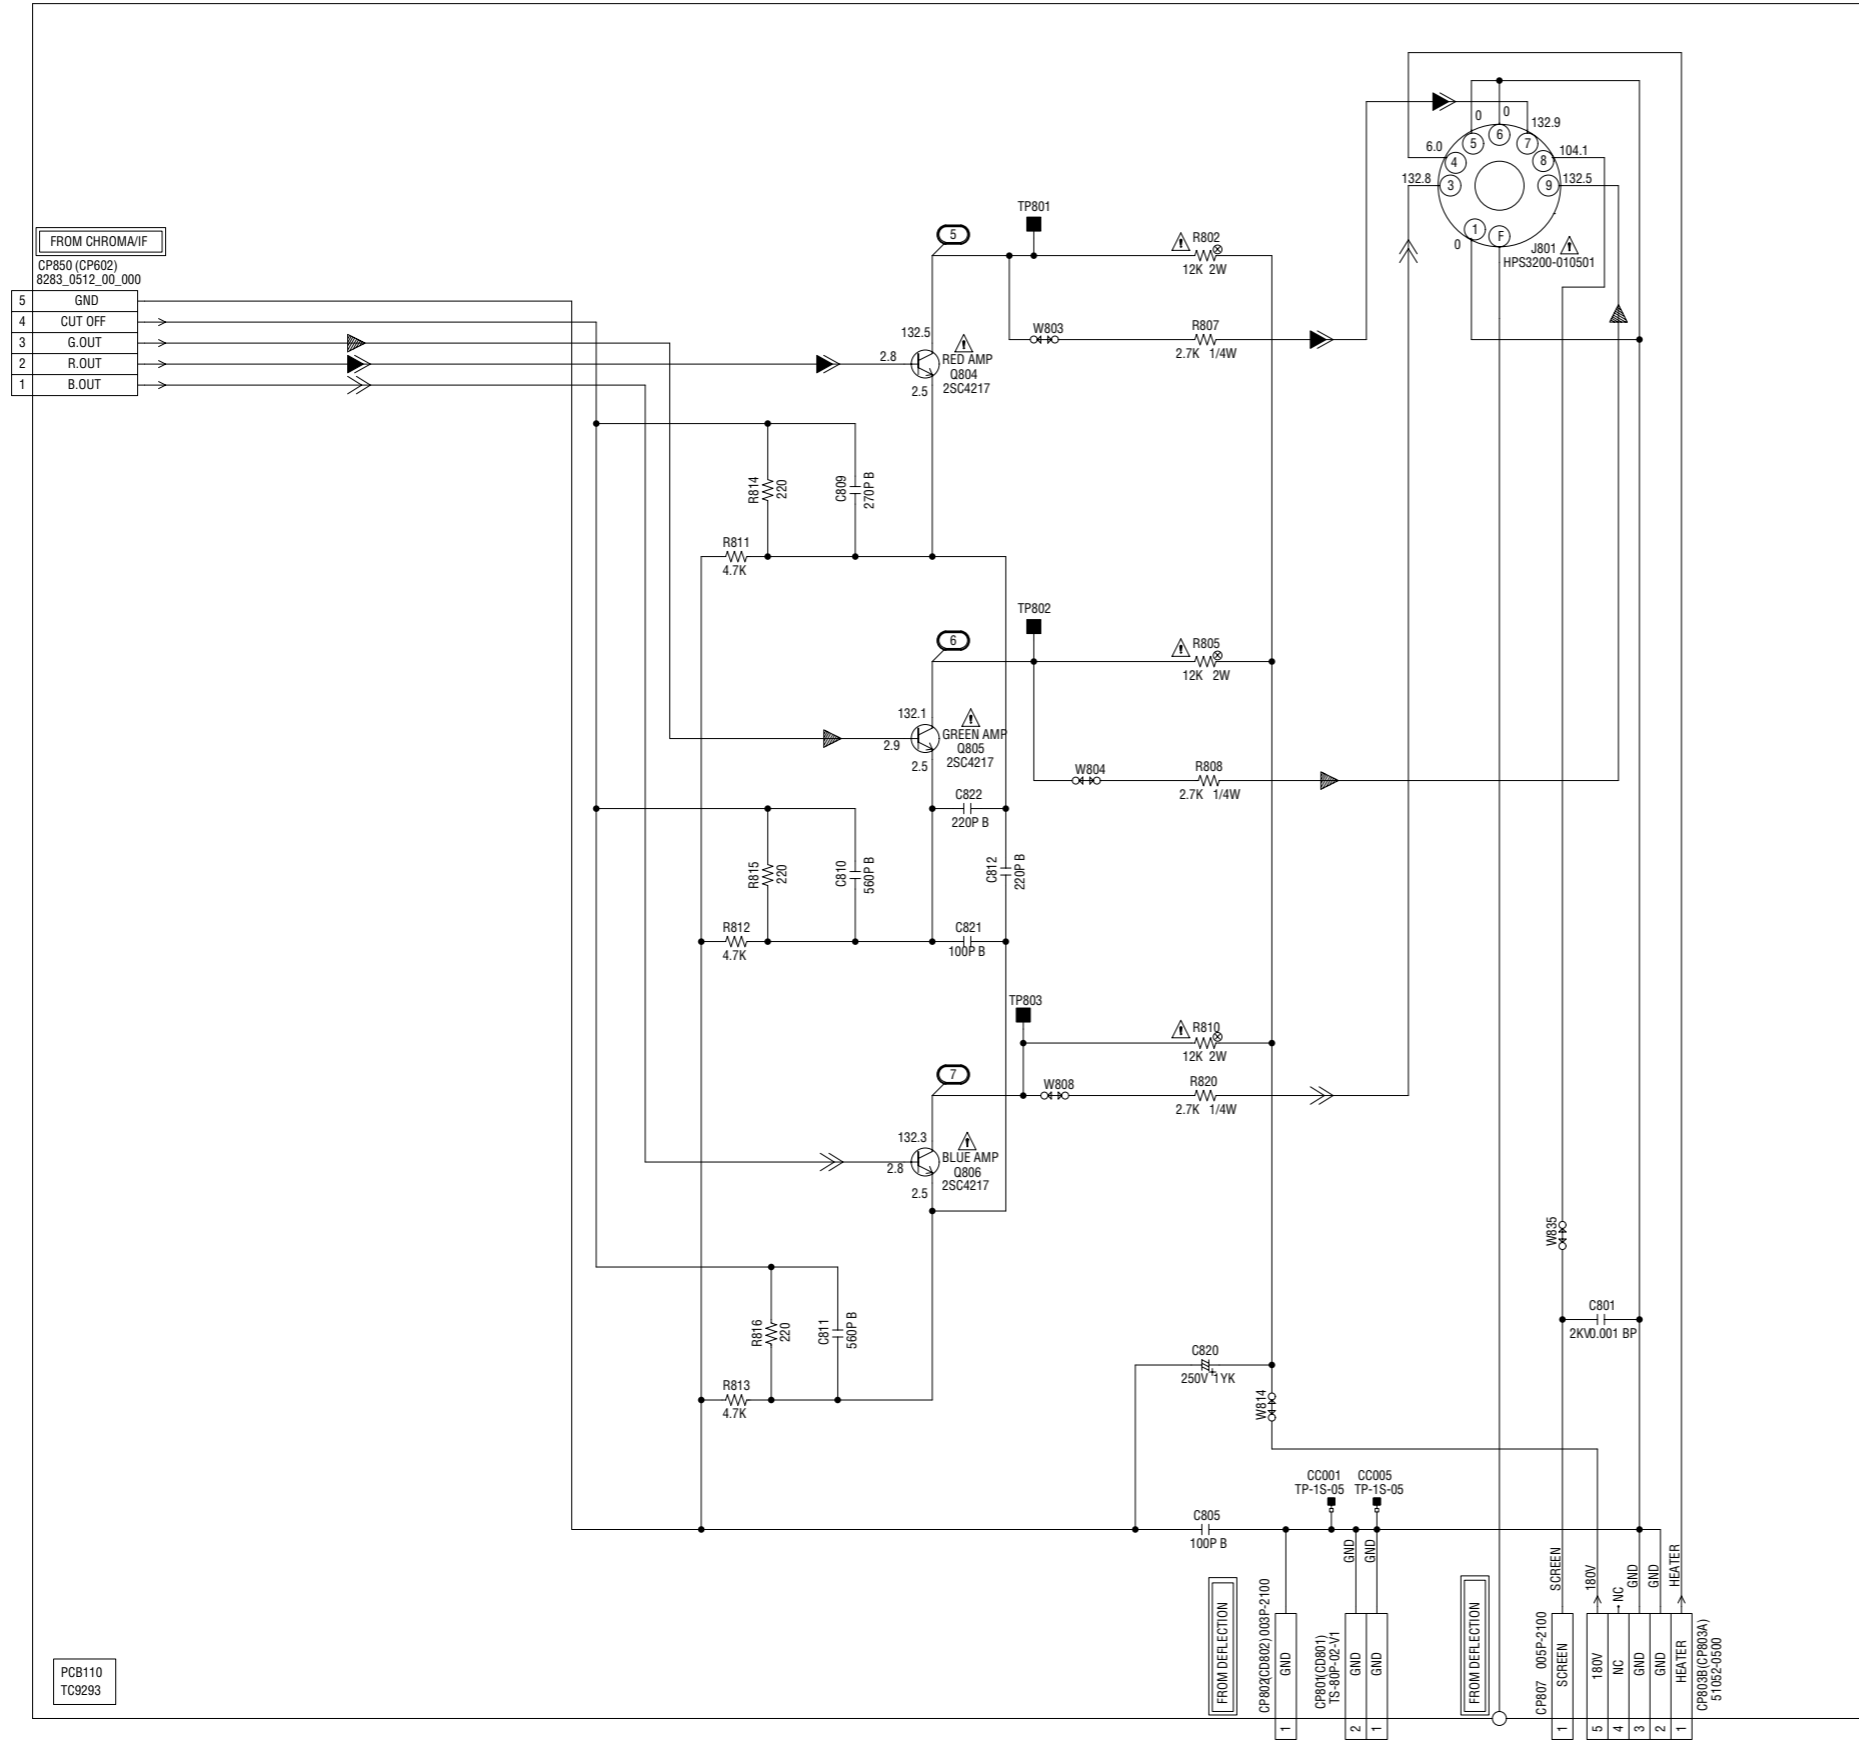 FROM CHROMA/IF
CP850 (CP602)
8283_0512_00_000
5 GND
4 CUT OFF
3 G.OUT
2 R.OUT
1 B.OUT
TP801
5
R802
12K 2W
W803
R807
2.7K 1/4W
132.5
2.8
2.5
RED AMP
Q804
2SC4217
R814
220
C809
270P B
R811
4.7K
0
0
132.9
6.0
104.1
132.8
132.5
5
6
7
4
8
3
9
1
F
0
J801
HPS3200-010501
TP802
6
R805
12K 2W
132.1
2.9
2.5
GREEN AMP
Q805
2SC4217
W804
R808
2.7K 1/4W
C822
220P B
R815
220
C810
560P B
C812
220P B
R812
4.7K
C821
100P B
TP803
7
R810
12K 2W
W808
R820
2.7K 1/4W
132.3
2.8
2.5
BLUE AMP
Q806
2SC4217
R816
220
C811
560P B
R813
4.7K
W835
C801
2KV0.001 BP
C820
250V 1YK
W814
CC001
TP-1S-05
CC005
TP-1S-05
C805
100P B
GND
GND
SCREEN
180V
NC
GND
GND
HEATER
FROM DEFLECTION
CP802(CD802) 003P-2100
1 GND
CP801(CD801)
TS-80P-02-V1
2 GND
1 GND
FROM DEFLECTION
CP807 005P-2100
1 SCREEN
5 180V
4 NC
3 GND
2 GND
1 HEATER
CP803B(CP803A)
51052-0500
PCB110
TC9293